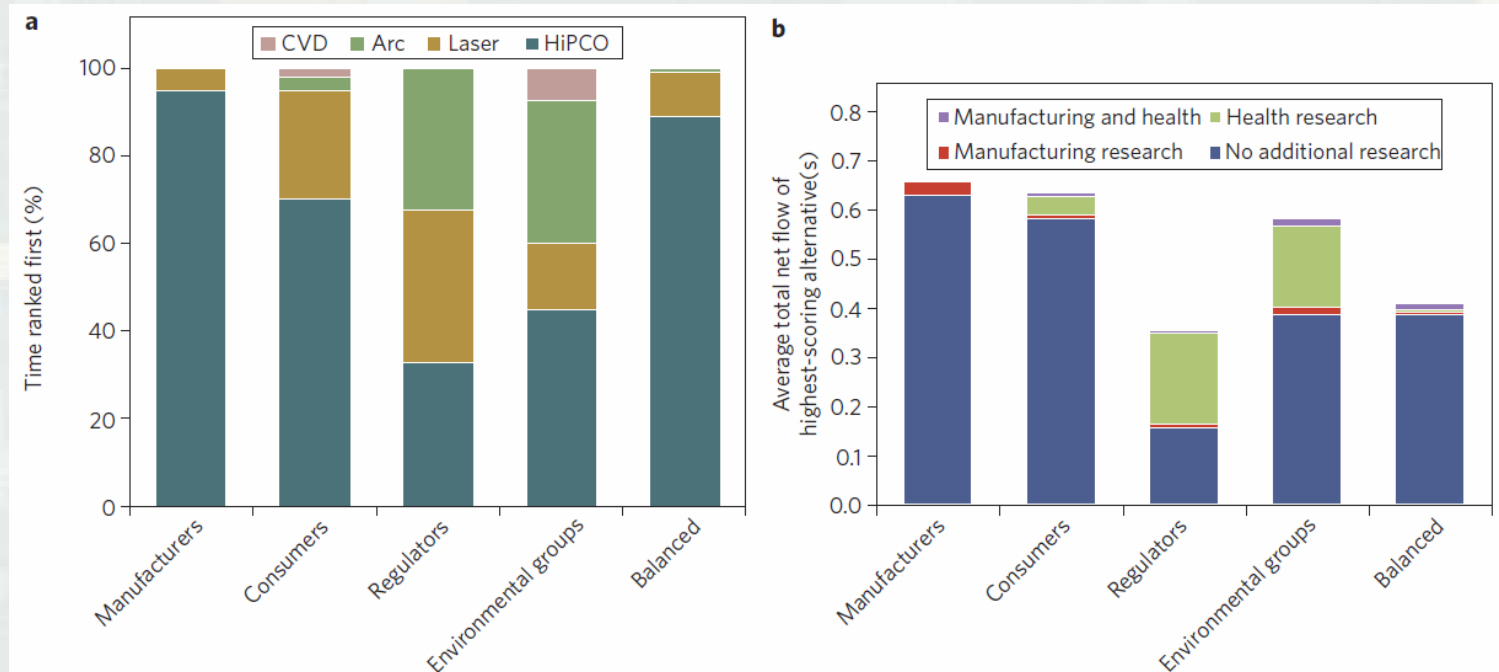 a
CVD Arc Laser HiPCO
Time ranked first (%)
100
80
60
40
20
0
Manufacturers
Consumers
Regulators
Environmental groups
Balanced
b
Manufacturing and health Health research
Manufacturing research No additional research
Average total net flow of
highest-scoring alternative(s)
0.8
0.7
0.6
0.5
0.4
0.3
0.2
0.1
0.0
Manufacturers
Consumers
Regulators
Environmental groups
Balanced